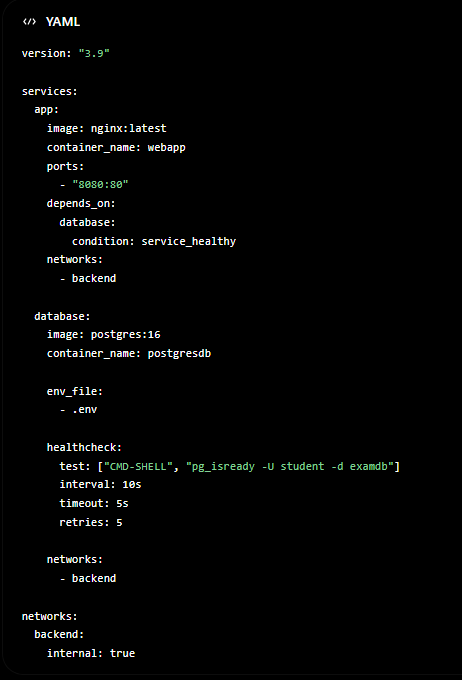 </> YAML
version: "3.9"
services:
  app:
    image: nginx:latest
    container_name: webapp
    ports:
      - "8080:80"
    depends_on:
      database:
        condition: service_healthy
    networks:
      - backend
  database:
    image: postgres:16
    container_name: postgresdb
    env_file:
      - .env
    healthcheck:
      test: ["CMD-SHELL", "pg_isready -U student -d examdb"]
      interval: 10s
      timeout: 5s
      retries: 5
    networks:
      - backend
networks:
  backend:
    internal: true